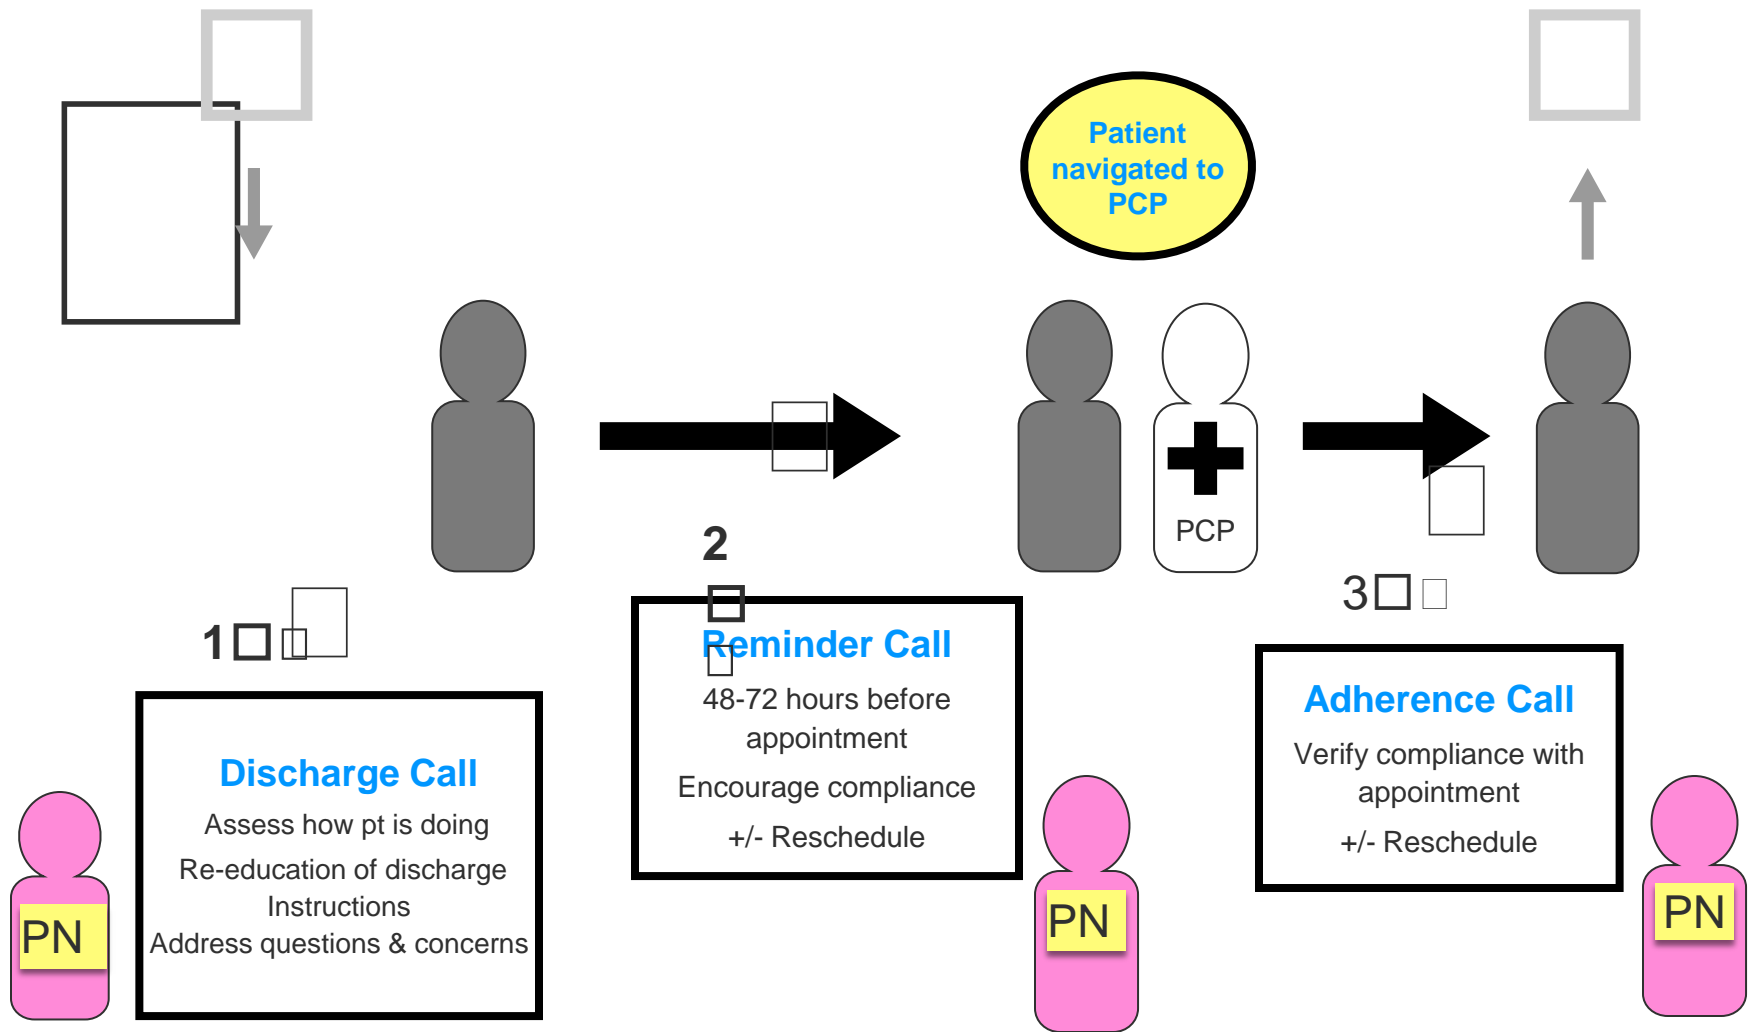 Patient
navigated to
PCP
PCP
1
2
3
Discharge Call
Assess how pt is doing
Re-education of discharge
Instructions
Address questions & concerns
PN
Reminder Call
48-72 hours before
appointment
Encourage compliance
+/- Reschedule
PN
Adherence Call
Verify compliance with
appointment
+/- Reschedule
PN